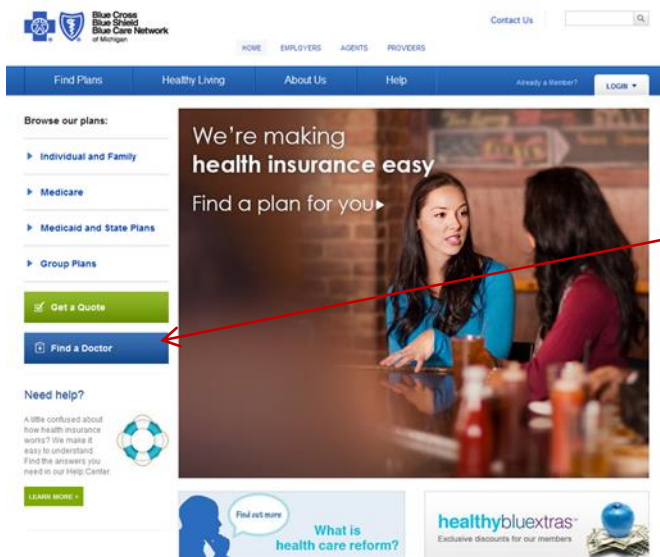 Blue Cross
Blue Shield
Blue Care Network
of Michigan
Contact Us
HOME EMPLOYERS AGENTS PROVIDERS
Find Plans Healthy Living About Us Help Already a Member? LOGIN
Browse our plans:
Individual and Family
Medicare
Medicaid and State Plans
Group Plans
Get a Quote
Find a Doctor
We're making
health insurance easy
Find a plan for you
Need help?
A little confused about
how health insurance
works? We make it
easy to understand.
Find the answers you
need in our Help Center.
LEARN MORE >
Find out more
What is
health care reform?
healthybluextras℠
Exclusive discounts for our members